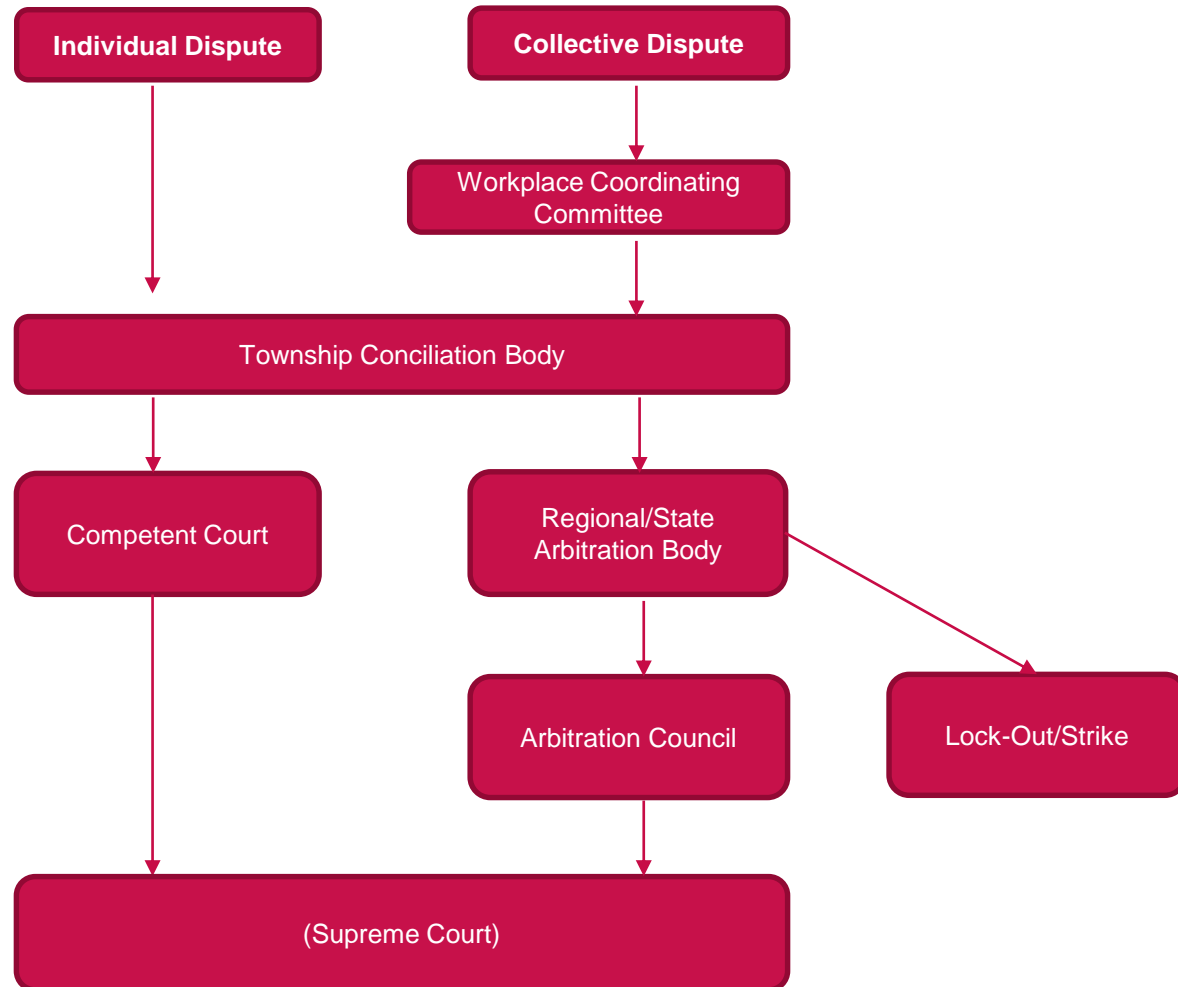 Individual Dispute
Collective Dispute
Workplace Coordinating
Committee
Township Conciliation Body
Competent Court
Regional/State
Arbitration Body
Arbitration Council
Lock-Out/Strike
(Supreme Court)